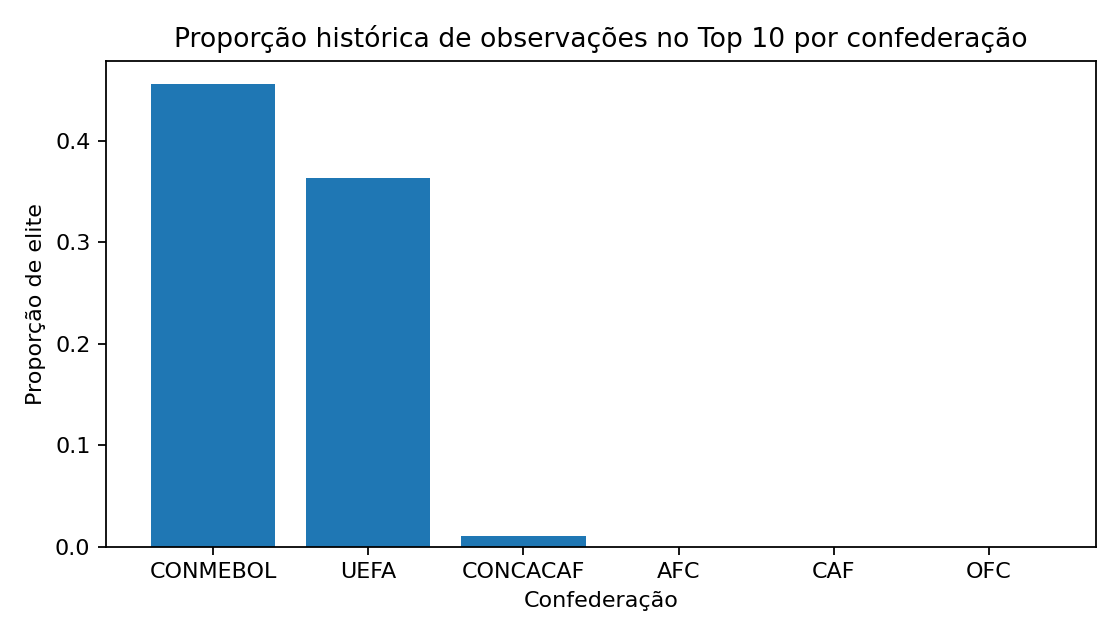 Proporção histórica de observações no Top 10 por confederação
Proporção de elite
0.4
0.3
0.2
0.1
0.0
CONMEBOL UEFA CONCACAF AFC CAF OFC
Confederação